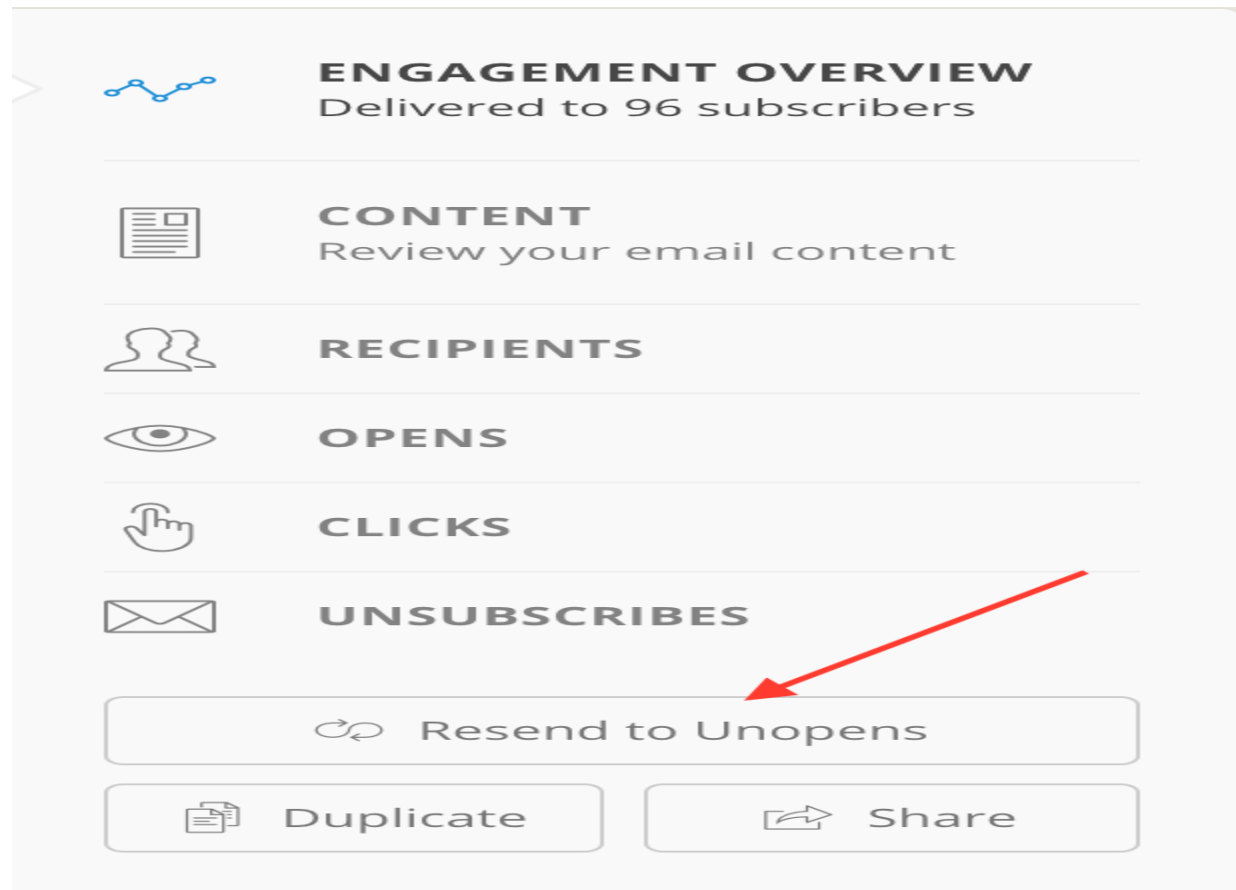 ENGAGEMENT OVERVIEW
Delivered to 96 subscribers
CONTENT
Review your email content
RECIPIENTS
OPENS
CLICKS
UNSUBSCRIBES
Resend to Unopens
Duplicate
Share